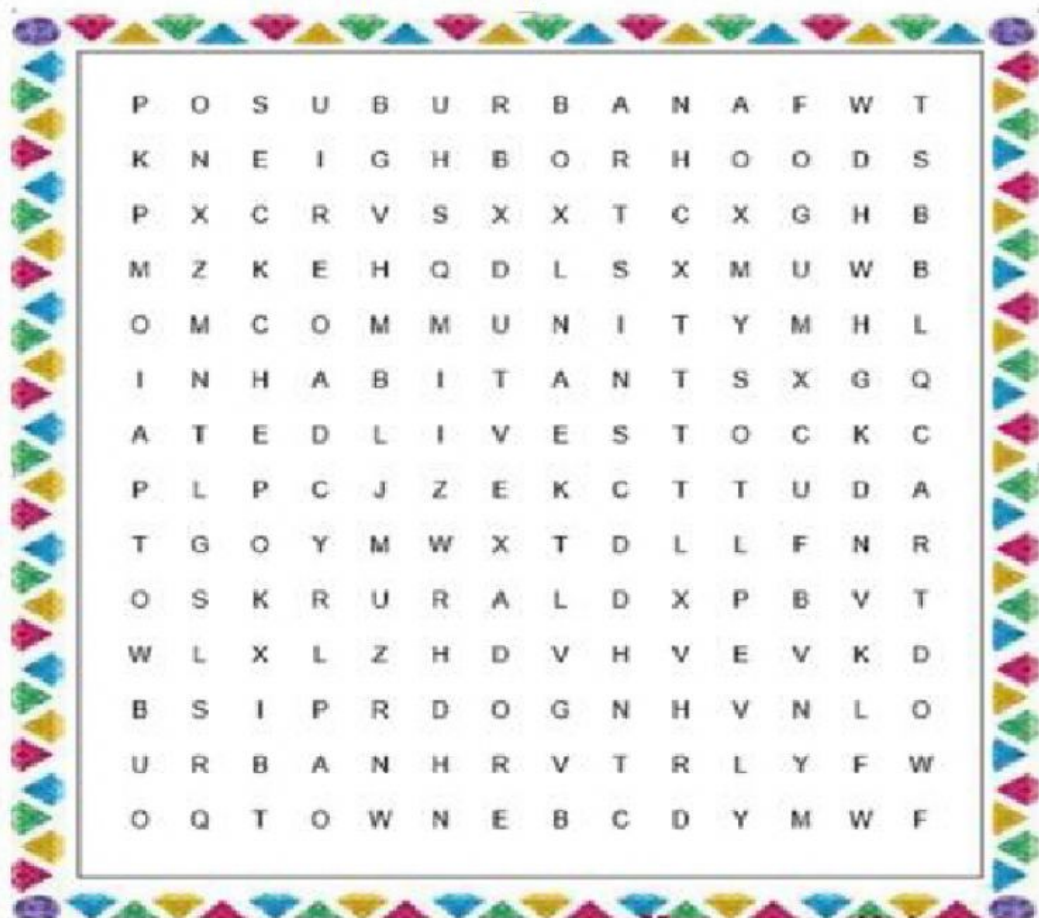 P O S U B U R B A N A F W T
K N E I G H B O R H O O D S
P X C R V S X X T C X G H B
M Z K E H Q D L S X M U W B
O M C O M M U N I T Y M H L
I N H A B I T A N T S X G Q
A T E D L I V E S T O C K C
P L P C J Z E K C T T U D A
T G O Y M W X T D L L F N R
O S K R U R A L D X P B V T
W L X L Z H D V H V E V K D
B S I P R D O G N H V N L O
U R B A N H R V T R L Y F W
O Q T O W N E B C D Y M W F